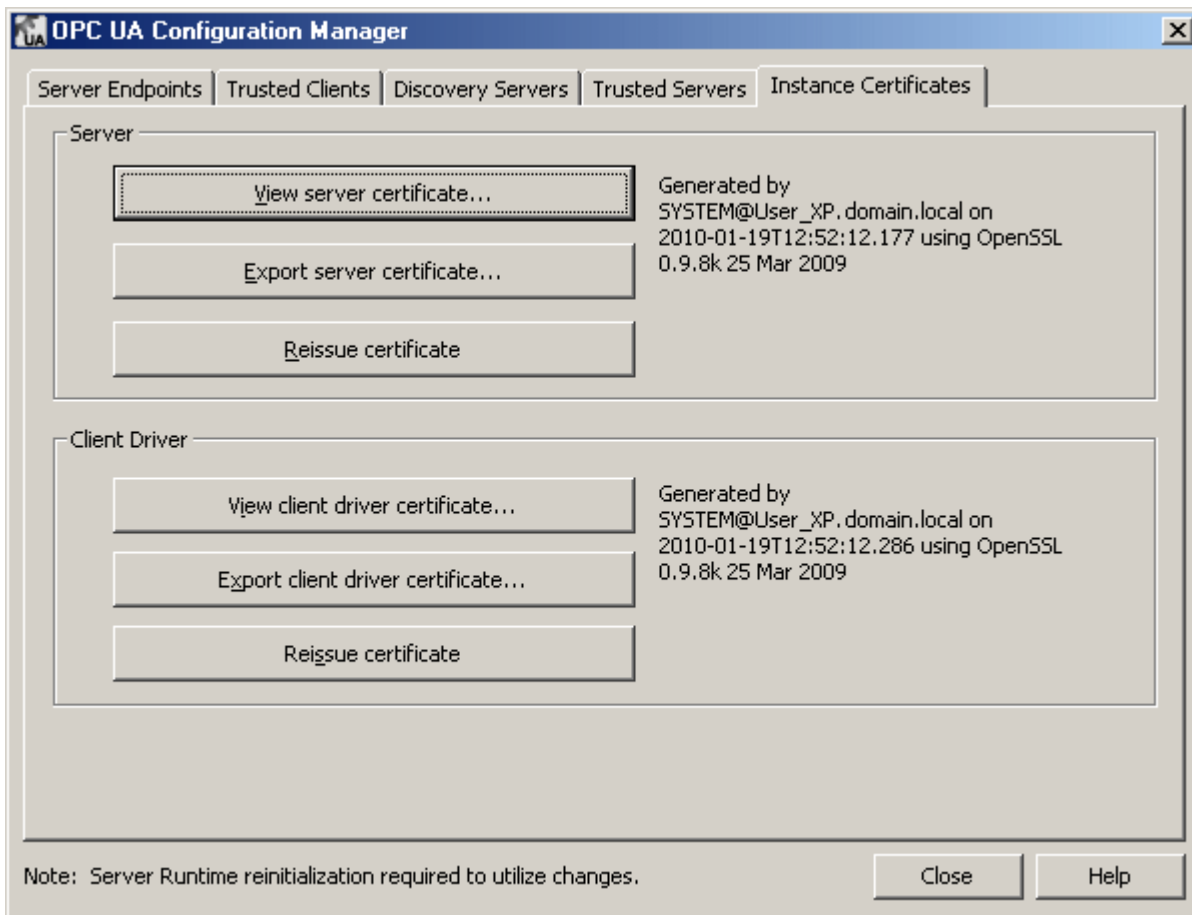 OPC UA Configuration Manager
Server Endpoints
Trusted Clients
Discovery Servers
Trusted Servers
Instance Certificates
Server
View server certificate...
Export server certificate...
Reissue certificate
Generated by
SYSTEM@User_XP.domain.local on
2010-01-19T12:52:12.177 using OpenSSL
0.9.8k 25 Mar 2009
Client Driver
View client driver certificate...
Export client driver certificate...
Reissue certificate
Generated by
SYSTEM@User_XP.domain.local on
2010-01-19T12:52:12.286 using OpenSSL
0.9.8k 25 Mar 2009
Note: Server Runtime reinitialization required to utilize changes.
Close
Help